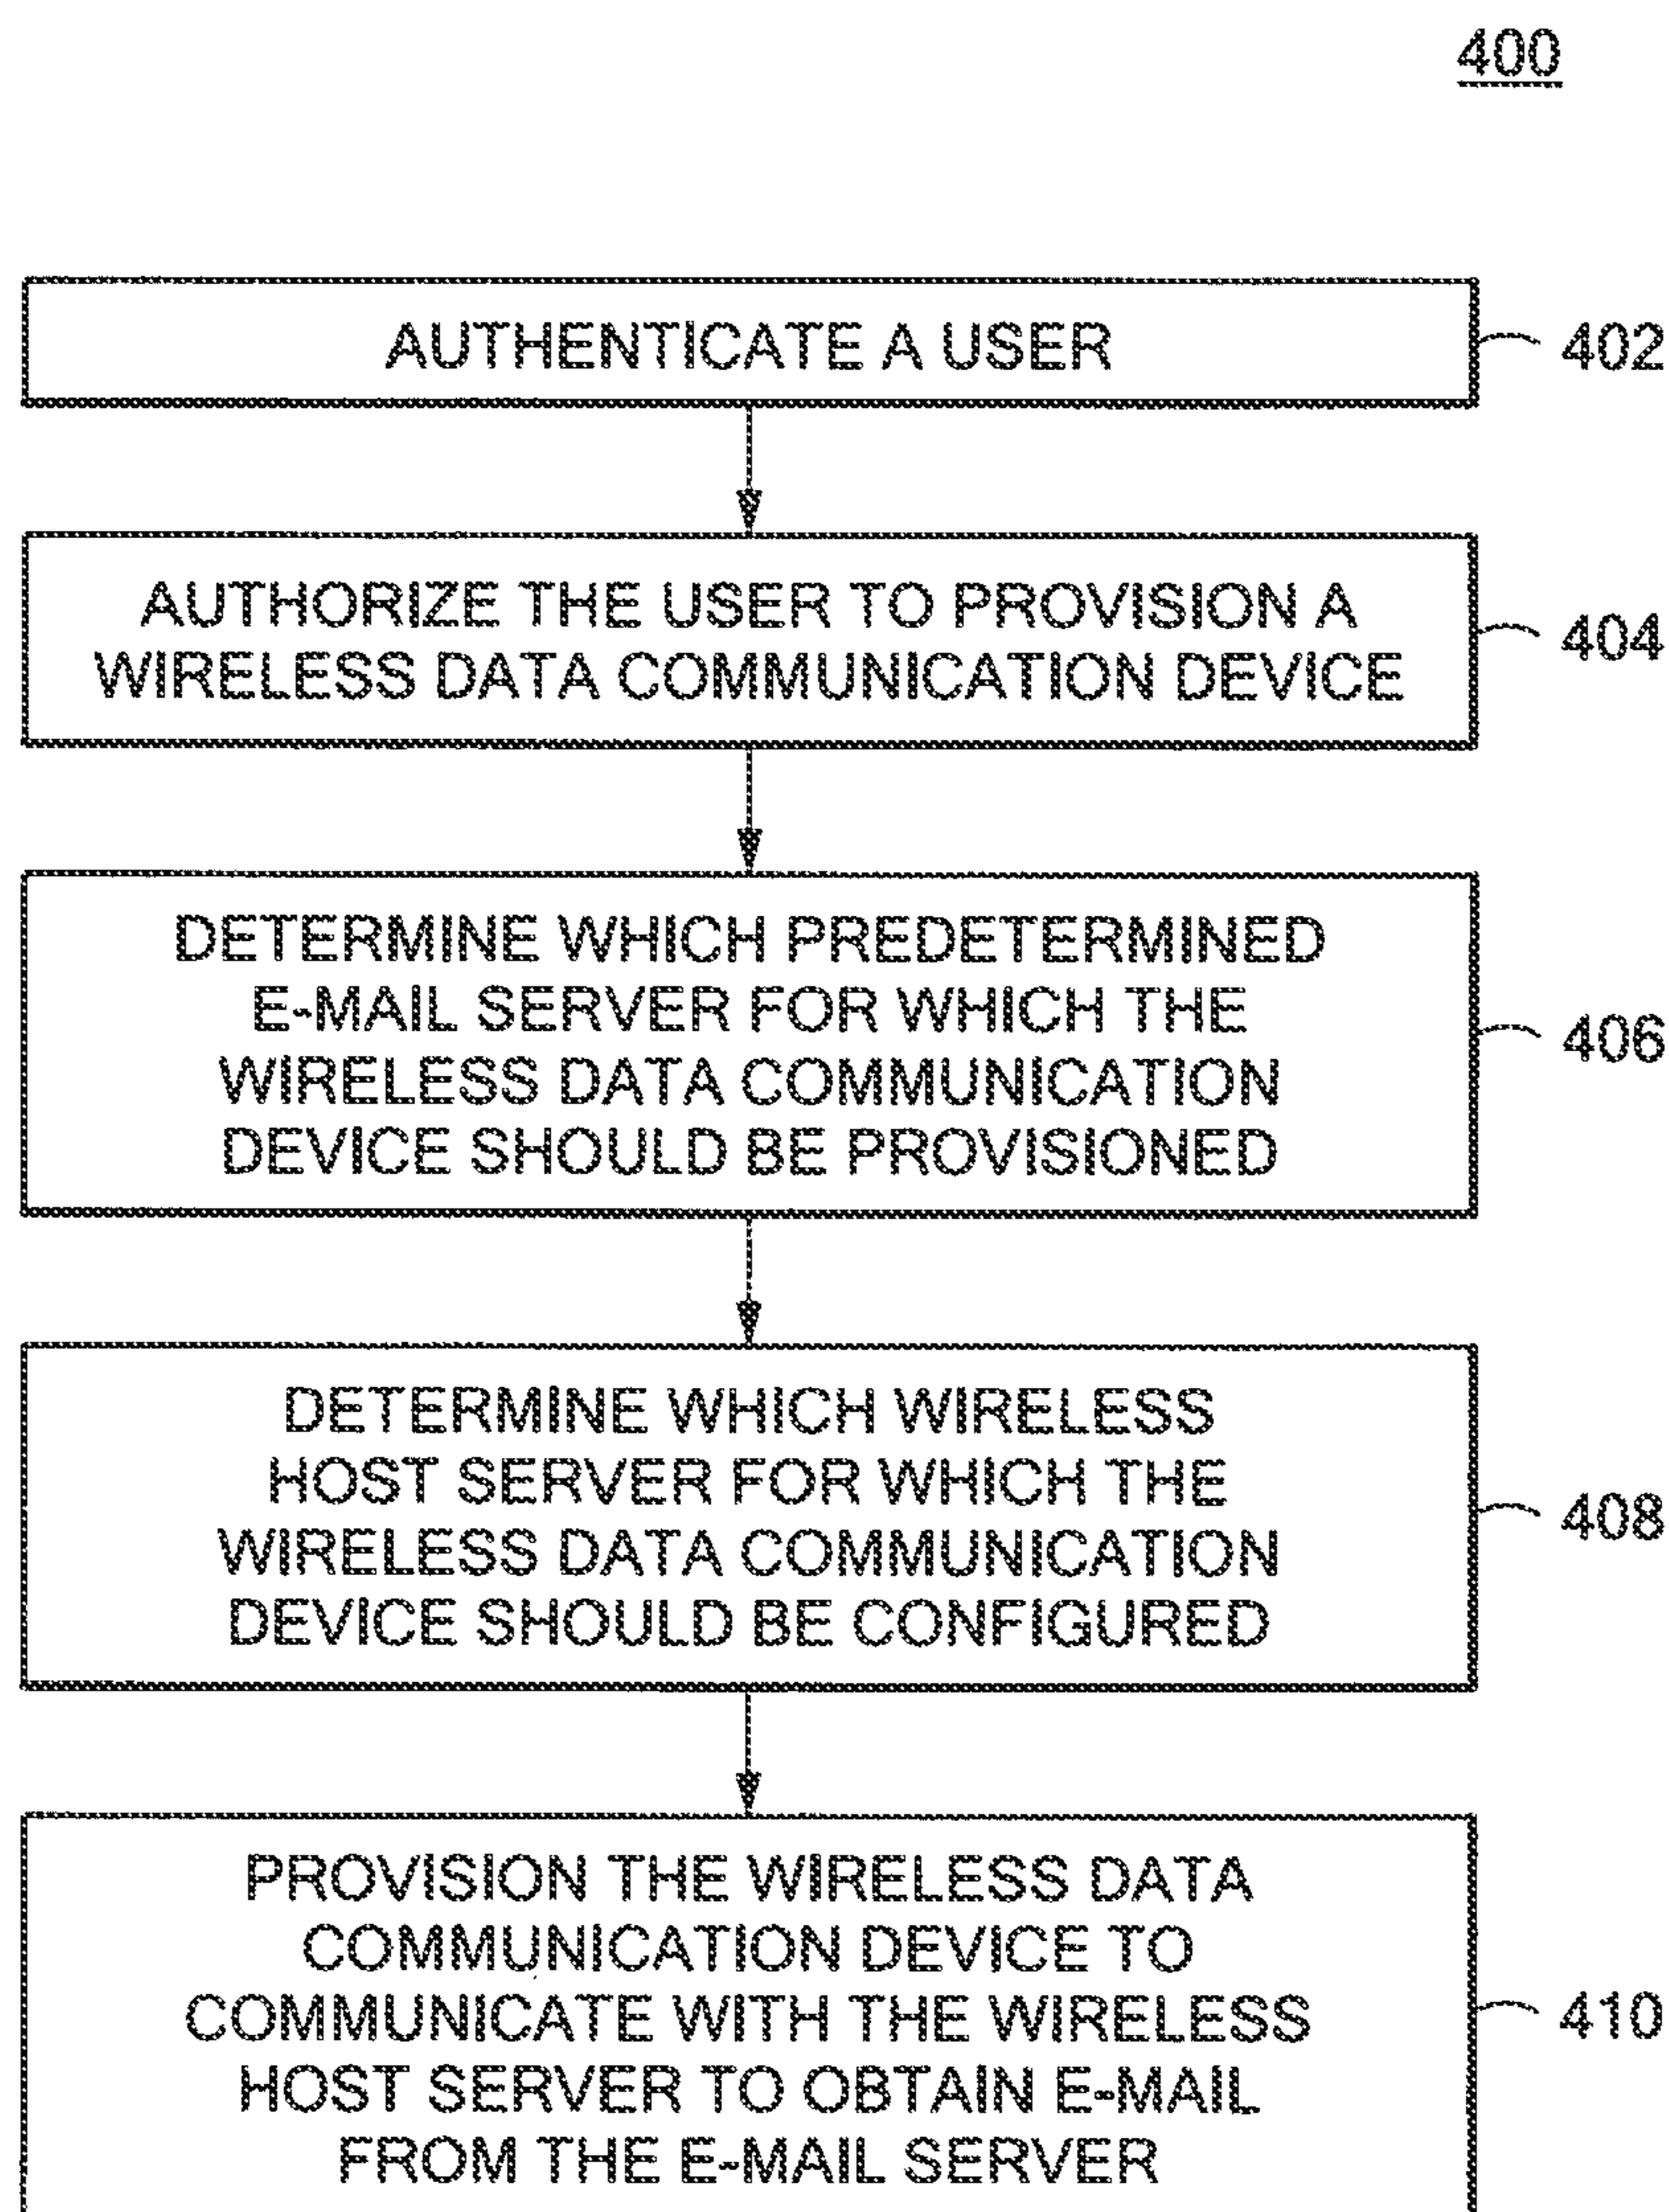 400
AUTHENTICATE A USER
402
AUTHORIZE THE USER TO PROVISION A
WIRELESS DATA COMMUNICATION DEVICE
404
DETERMINE WHICH PREDETERMINED
E-MAIL SERVER FOR WHICH THE
WIRELESS DATA COMMUNICATION
DEVICE SHOULD BE PROVISIONED
406
DETERMINE WHICH WIRELESS
HOST SERVER FOR WHICH THE
WIRELESS DATA COMMUNICATION
DEVICE SHOULD BE CONFIGURED
408
PROVISION THE WIRELESS DATA
COMMUNICATION DEVICE TO
COMMUNICATE WITH THE WIRELESS
HOST SERVER TO OBTAIN E-MAIL
FROM THE E-MAIL SERVER
410